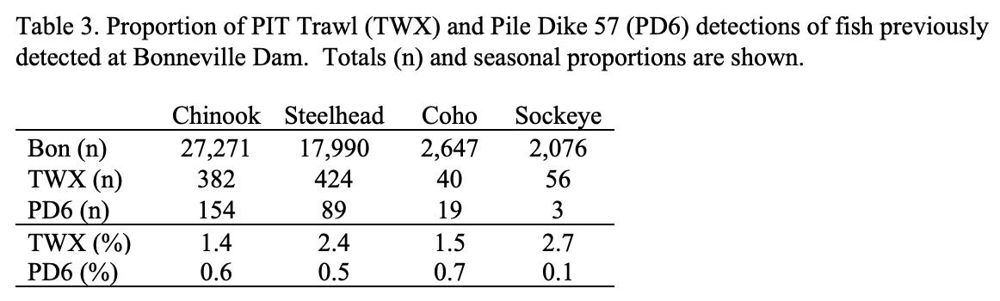 Table 3. Proportion of PIT Trawl (TWX) and Pile Dike 57 (PD6) detections of fish previously
detected at Bonneville Dam. Totals (n) and seasonal proportions are shown.
Chinook Steelhead Coho Sockeye
Bon (n) 27,271 17,990 2,647 2,076
TWX (n) 382 424 40 56
PD6 (n) 154 89 19 3
TWX (%) 1.4 2.4 1.5 2.7
PD6 (%) 0.6 0.5 0.7 0.1